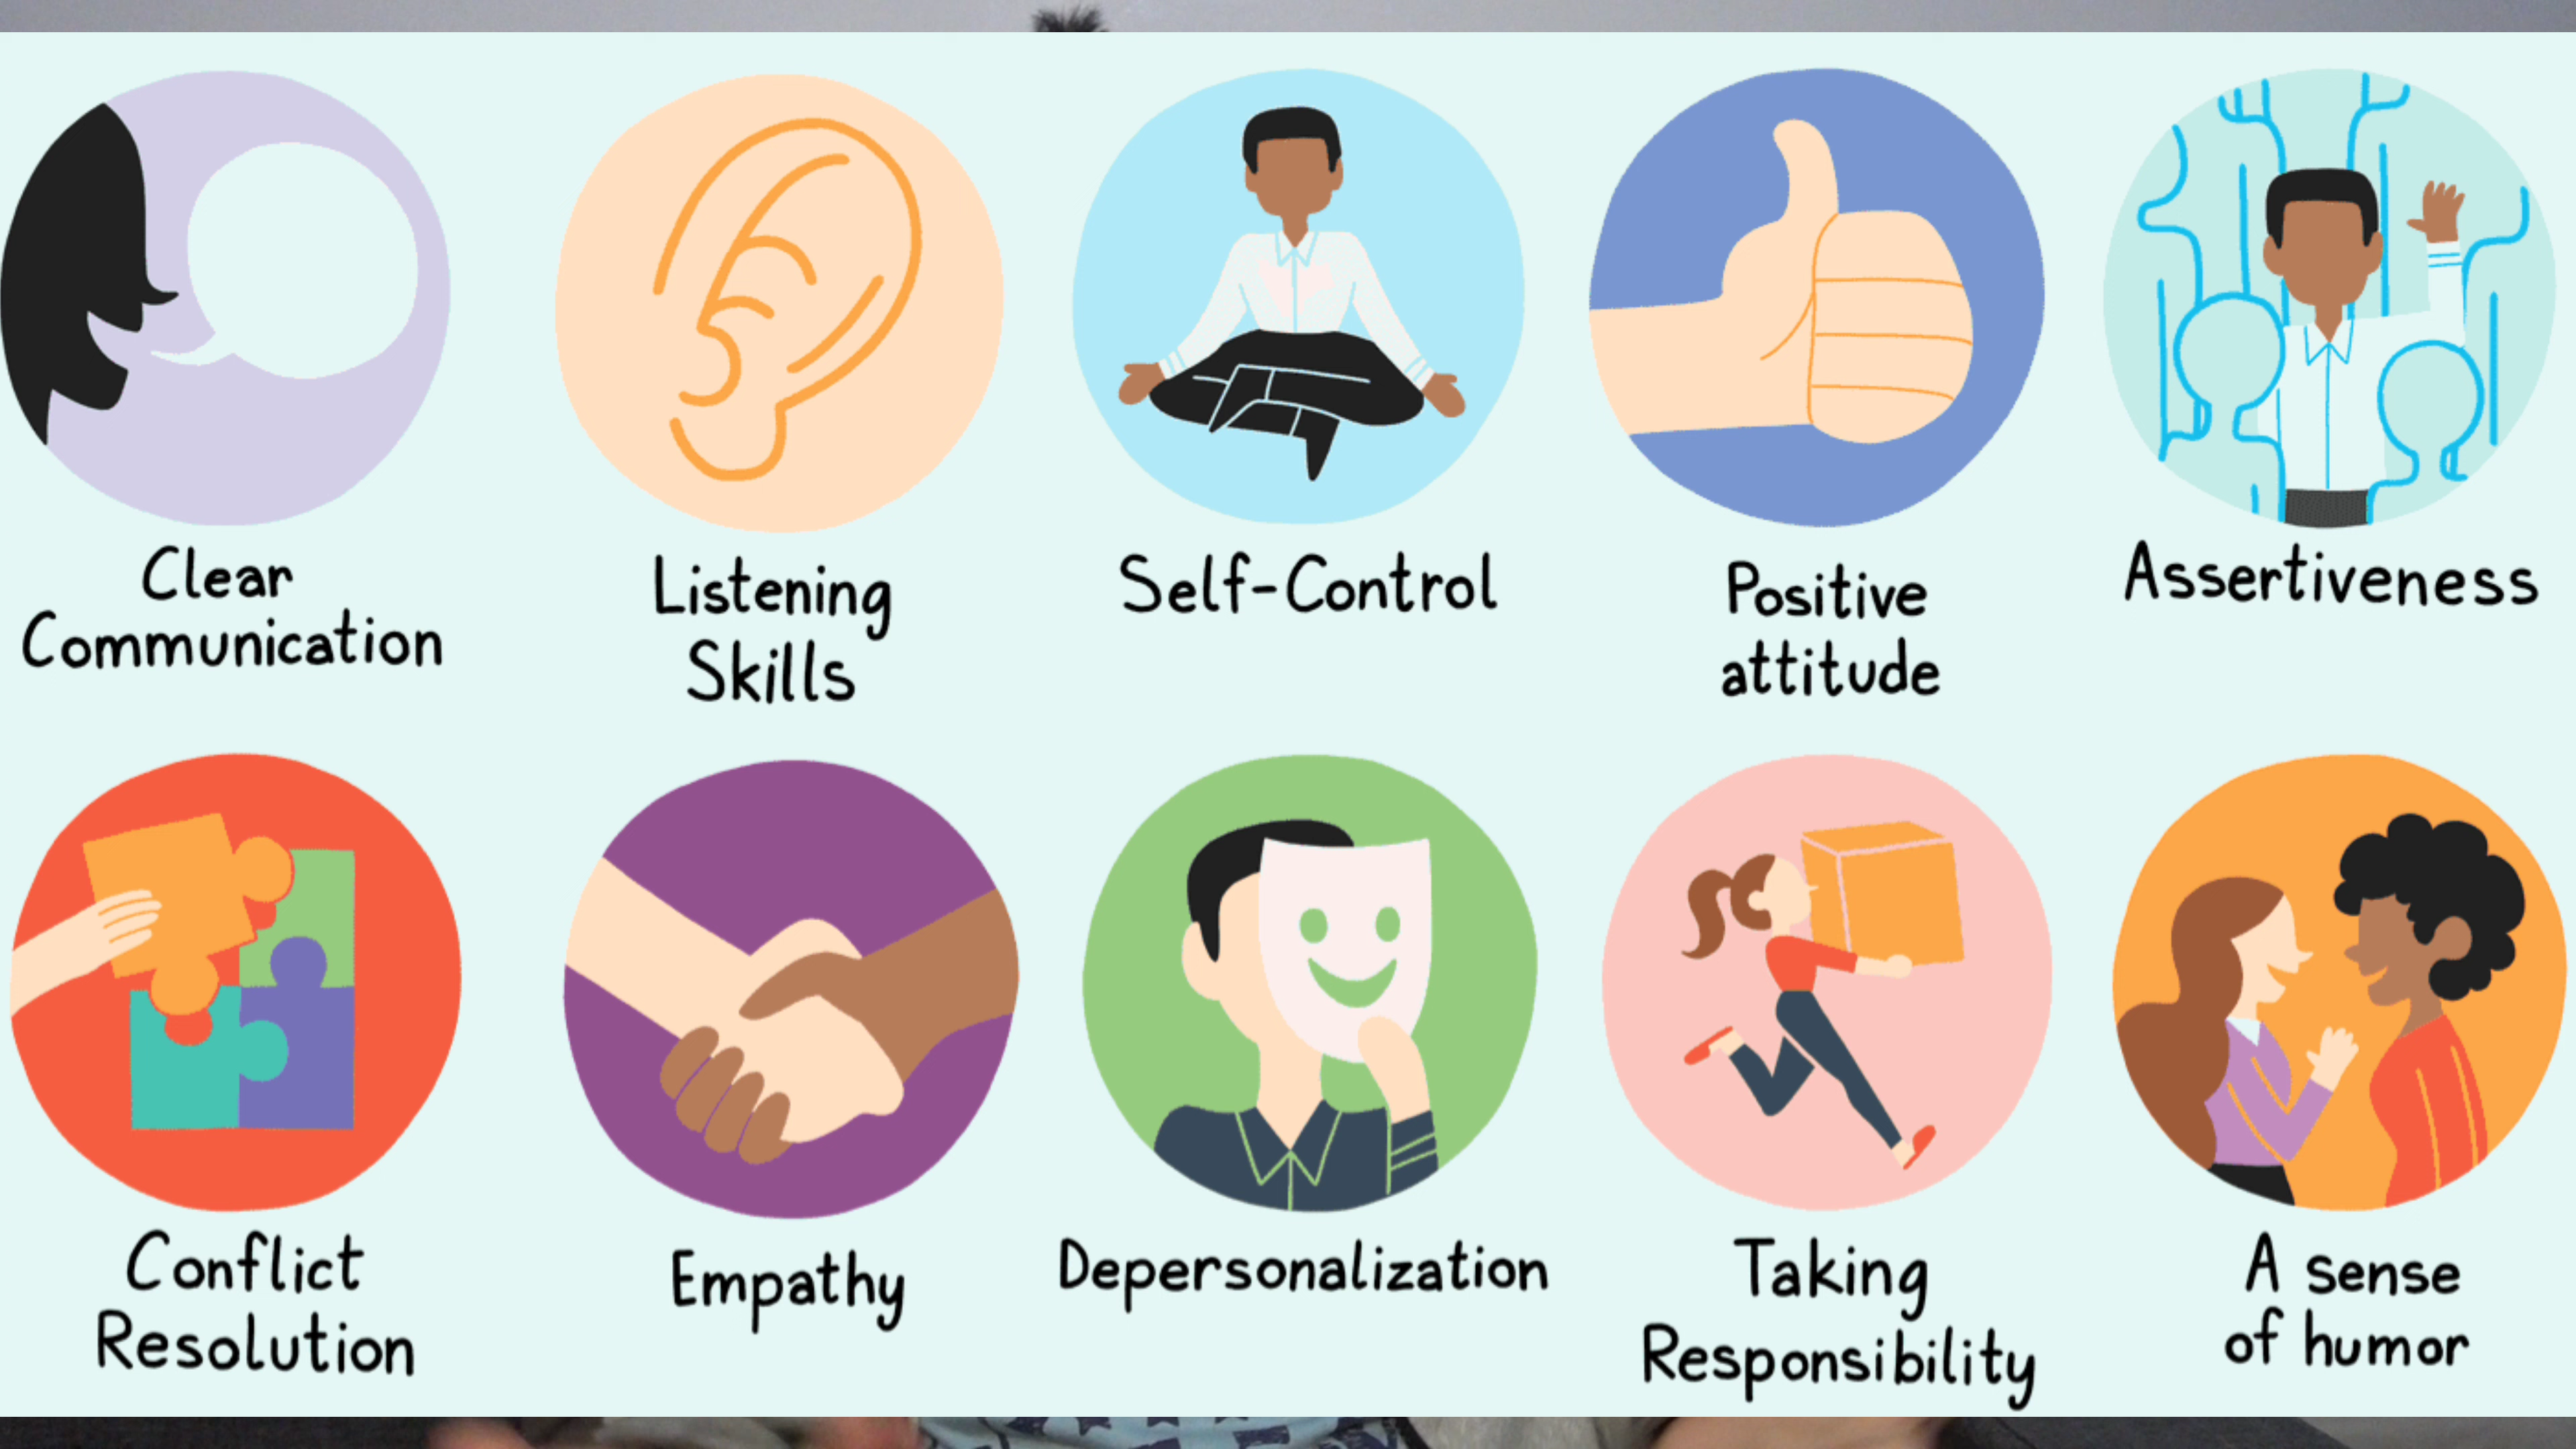 Clear
Communication
Listening
Skills
Self-Control
Positive
attitude
Assertiveness
Conflict
Resolution
Empathy
Depersonalization
Taking
Responsibility
A sense
of humor